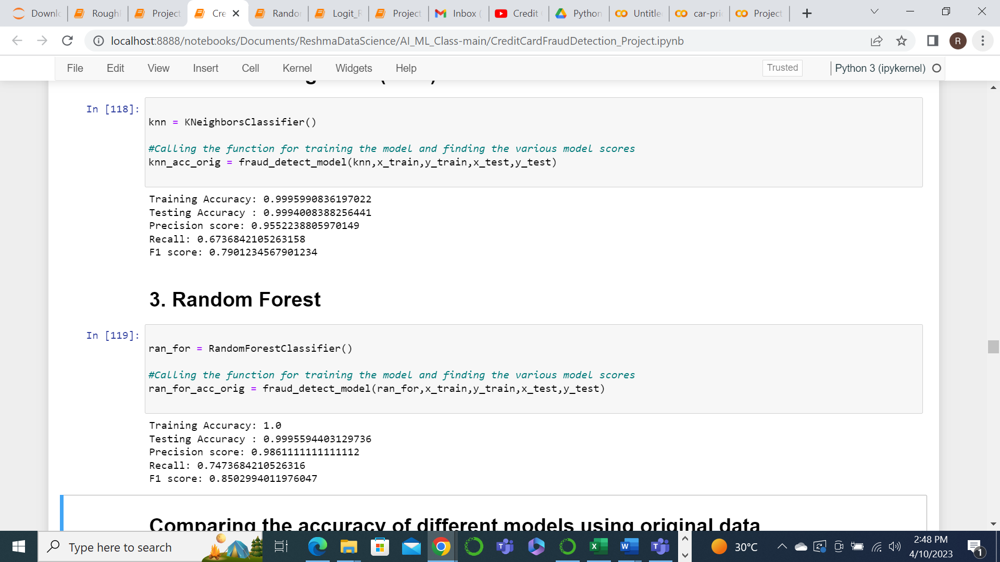 Downl
Rough
Project
Cre
Rando
Logit_R
Project
Inbox (
Credit
Python
Untitle
car-pri
Project
localhost:8888/notebooks/Documents/ReshmaDataScience/AI_ML_Class-main/CreditCardFraudDetection_Project.ipynb
R
File Edit View Insert Cell Kernel Widgets Help
Trusted
Python 3 (ipykernel)
In [118]:
knn = KNeighborsClassifier()
#Calling the function for training the model and finding the various model scores
knn_acc_orig = fraud_detect_model(knn,x_train,y_train,x_test,y_test)
Training Accuracy: 0.9995990836197022
Testing Accuracy : 0.9994008388256441
Precision score: 0.9552238805970149
Recall: 0.6736842105263158
F1 score: 0.7901234567901234
3. Random Forest
In [119]:
ran_for = RandomForestClassifier()
#Calling the function for training the model and finding the various model scores
ran_for_acc_orig = fraud_detect_model(ran_for,x_train,y_train,x_test,y_test)
Training Accuracy: 1.0
Testing Accuracy : 0.9995594403129736
Precision score: 0.9861111111111112
Recall: 0.7473684210526316
F1 score: 0.8502994011976047
Comparing the accuracy of different models using original data
Type here to search
30°C
2:48 PM
4/10/2023
1